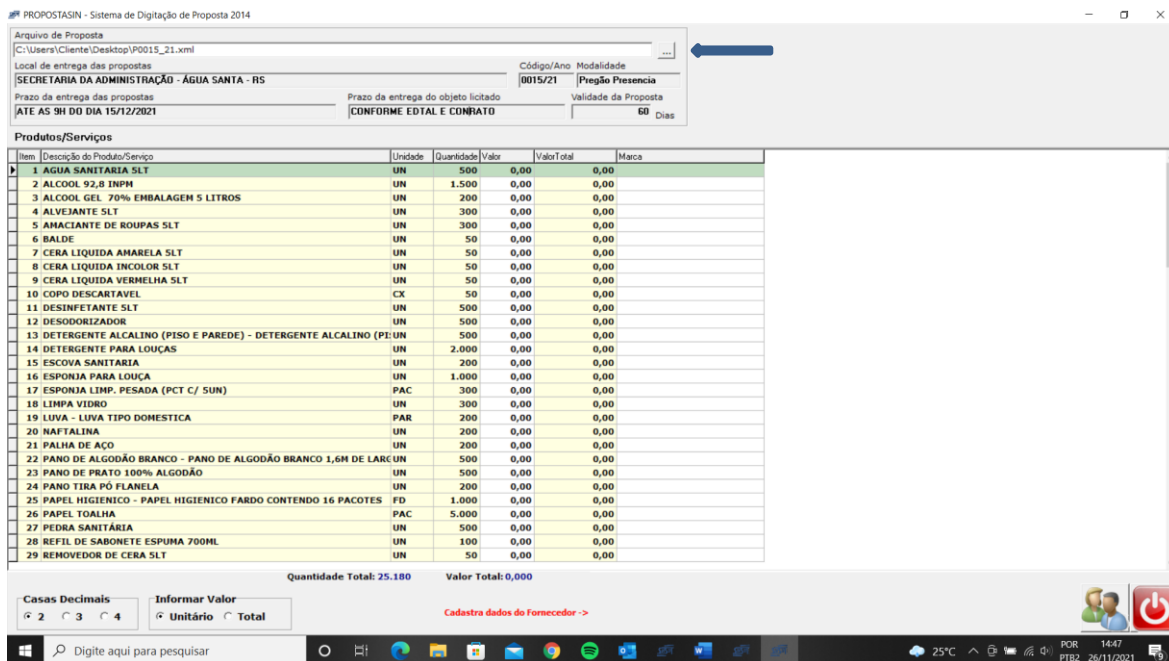 PROPOSTASIN - Sistema de Digitação de Proposta 2014
Arquivo de Proposta
C:\Users\Cliente\Desktop\P0015_21.xml ...
Local de entrega das propostas Código/Ano Modalidade
SECRETARIA DA ADMINISTRAÇÃO - ÁGUA SANTA - RS 0015/21 Pregão Presencia
Prazo da entrega das propostas Prazo da entrega do objeto licitado Validade da Proposta
ATE AS 9H DO DIA 15/12/2021 CONFORME EDTAL E CONRATO 60 Dias
Produtos/Serviços
Item Descrição do Produto/Serviço Unidade Quantidade Valor ValorTotal Marca
1 AGUA SANITARIA 5LT UN 500 0,00 0,00
2 ALCOOL 92,8 INPM UN 1.500 0,00 0,00
3 ALCOOL GEL 70% EMBALAGEM 5 LITROS UN 200 0,00 0,00
4 ALVEJANTE 5LT UN 300 0,00 0,00
5 AMACIANTE DE ROUPAS 5LT UN 300 0,00 0,00
6 BALDE UN 50 0,00 0,00
7 CERA LIQUIDA AMARELA 5LT UN 50 0,00 0,00
8 CERA LIQUIDA INCOLOR 5LT UN 50 0,00 0,00
9 CERA LIQUIDA VERMELHA 5LT UN 50 0,00 0,00
10 COPO DESCARTAVEL CX 50 0,00 0,00
11 DESINFETANTE 5LT UN 500 0,00 0,00
12 DESODORIZADOR UN 500 0,00 0,00
13 DETERGENTE ALCALINO (PISO E PAREDE) - DETERGENTE ALCALINO (PI UN 500 0,00 0,00
14 DETERGENTE PARA LOUÇAS UN 2.000 0,00 0,00
15 ESCOVA SANITARIA UN 200 0,00 0,00
16 ESPONJA PARA LOUÇA UN 1.000 0,00 0,00
17 ESPONJA LIMP. PESADA (PCT C/ 5UN) PAC 300 0,00 0,00
18 LIMPA VIDRO UN 300 0,00 0,00
19 LUVA - LUVA TIPO DOMESTICA PAR 200 0,00 0,00
20 NAFTALINA UN 200 0,00 0,00
21 PALHA DE AÇO UN 200 0,00 0,00
22 PANO DE ALGODÃO BRANCO - PANO DE ALGODÃO BRANCO 1,6M DE LARG UN 500 0,00 0,00
23 PANO DE PRATO 100% ALGODÃO UN 500 0,00 0,00
24 PANO TIRA PÓ FLANELA UN 200 0,00 0,00
25 PAPEL HIGIENICO - PAPEL HIGIENICO FARDO CONTENDO 16 PACOTES FD 1.000 0,00 0,00
26 PAPEL TOALHA PAC 5.000 0,00 0,00
27 PEDRA SANITÁRIA UN 500 0,00 0,00
28 REFIL DE SABONETE ESPUMA 700ML UN 100 0,00 0,00
29 REMOVEDOR DE CERA 5LT UN 50 0,00 0,00
Quantidade Total: 25.180 Valor Total: 0,000
Casas Decimais Informar Valor
2 3 4 Unitário Total Cadastra dados do Fornecedor ->
Digite aqui para pesquisar 25°C POR 14:47
PTB2 26/11/2021